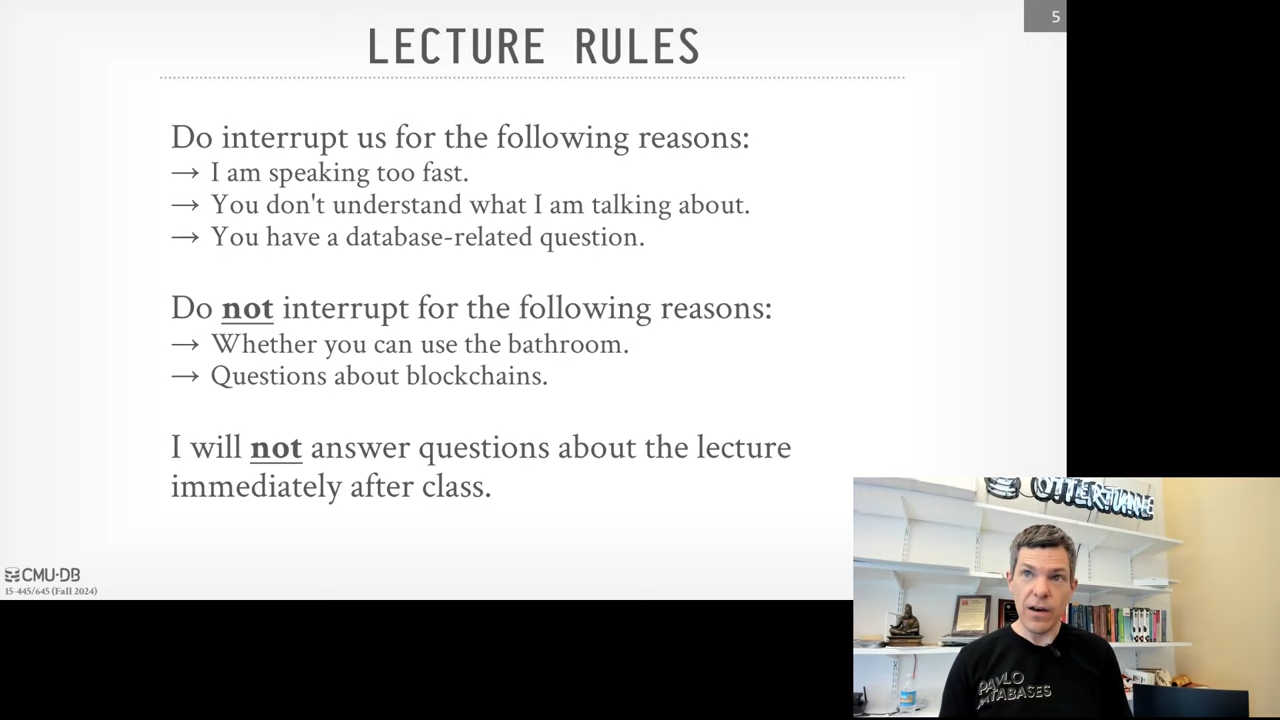 5
LECTURE RULES
Do interrupt us for the following reasons:
→ I am speaking too fast.
→ You don't understand what I am talking about.
→ You have a database-related question.
Do not interrupt for the following reasons:
→ Whether you can use the bathroom.
→ Questions about blockchains.
I will not answer questions about the lecture
immediately after class.
CMU·DB
15-445/645 (Fall 2024)
OTTERTUNE
PAVLO
DATABASES